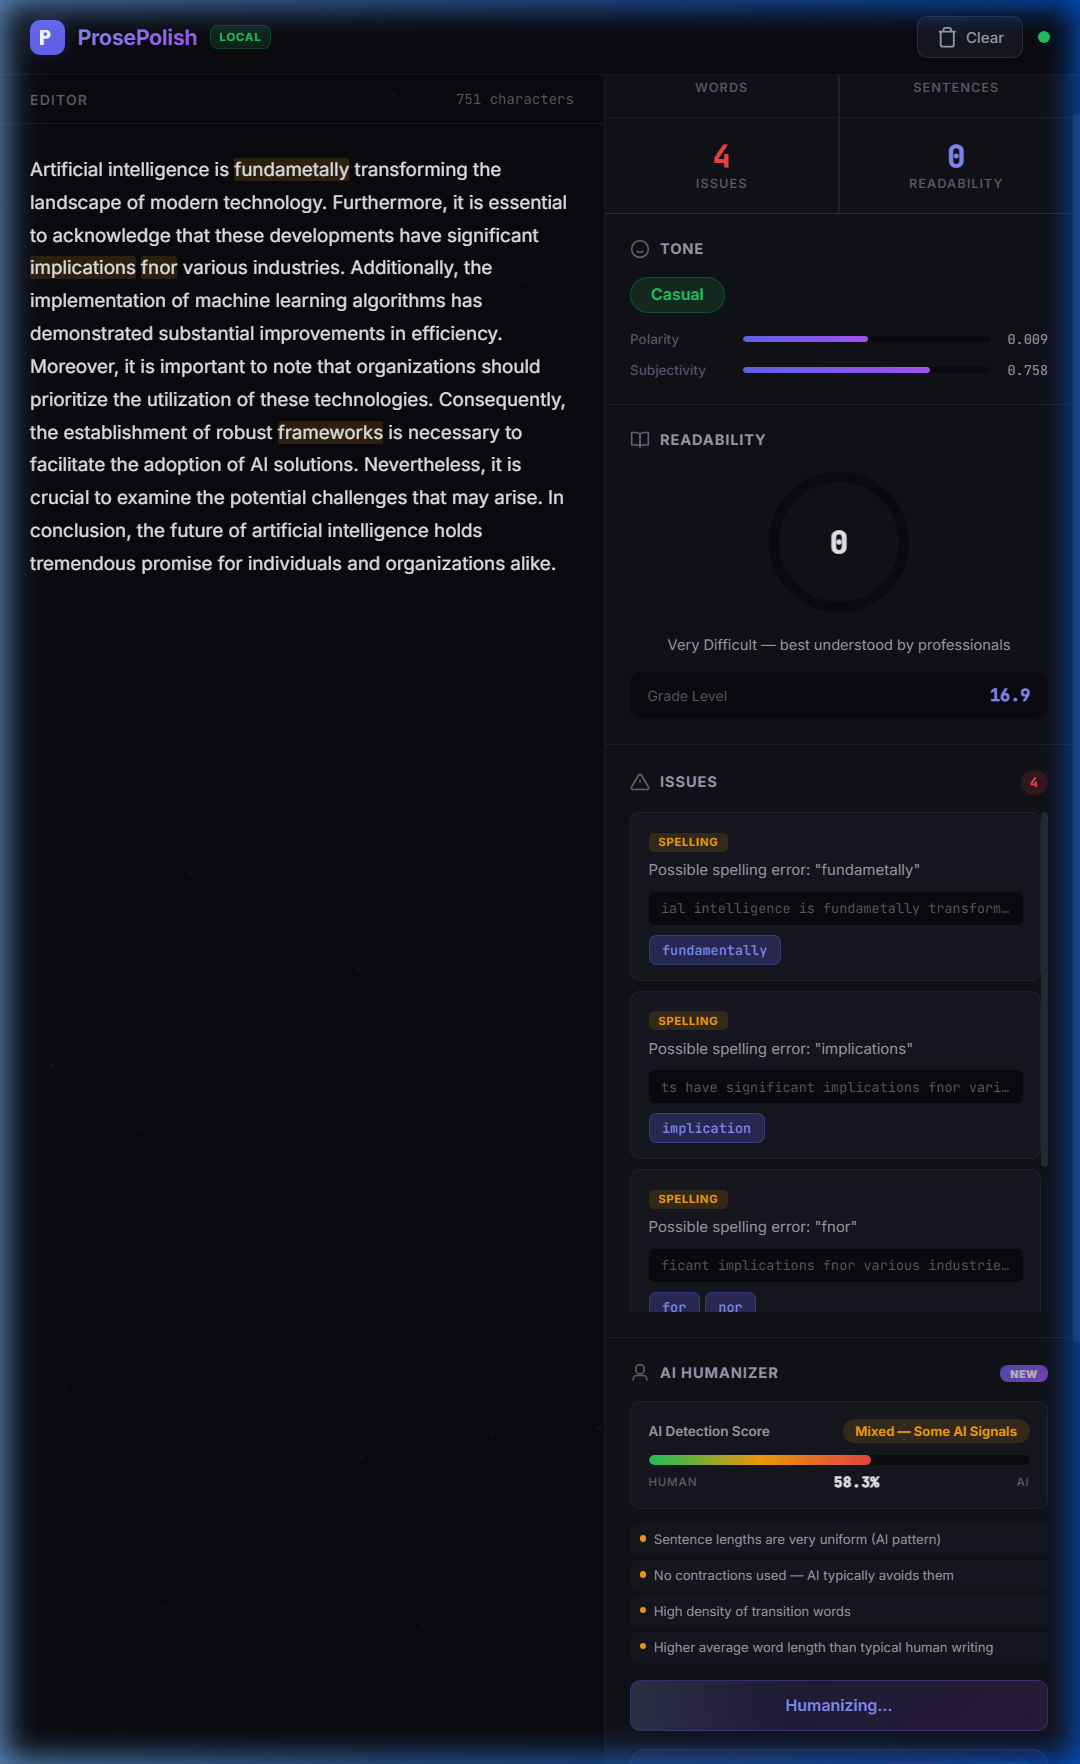 P ProsePolish LOCAL
Clear
EDITOR 751 characters
Artificial intelligence is fundametally transforming the
landscape of modern technology. Furthermore, it is essential
to acknowledge that these developments have significant
implications fnor various industries. Additionally, the
implementation of machine learning algorithms has
demonstrated substantial improvements in efficiency.
Moreover, it is important to note that organizations should
prioritize the utilization of these technologies. Consequently,
the establishment of robust frameworks is necessary to
facilitate the adoption of AI solutions. Nevertheless, it is
crucial to examine the potential challenges that may arise. In
conclusion, the future of artificial intelligence holds
tremendous promise for individuals and organizations alike.
WORDS SENTENCES
4 0
ISSUES READABILITY
TONE
Casual
Polarity 0.009
Subjectivity 0.758
READABILITY
0
Very Difficult — best understood by professionals
Grade Level 16.9
ISSUES 4
SPELLING
Possible spelling error: "fundametally"
ial intelligence is fundametally transform…
fundamentally
SPELLING
Possible spelling error: "implications"
ts have significant implications fnor vari…
implication
SPELLING
Possible spelling error: "fnor"
ficant implications fnor various industrie…
for nor
AI HUMANIZER NEW
AI Detection Score Mixed — Some AI Signals
HUMAN 58.3% AI
Sentence lengths are very uniform (AI pattern)
No contractions used — AI typically avoids them
High density of transition words
Higher average word length than typical human writing
Humanizing...